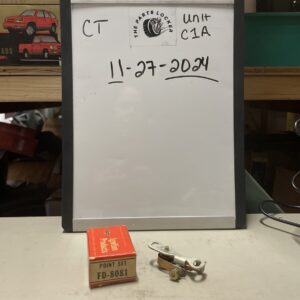 CT
THE PARTS LOCKER
Unit
C1A
11-27-2024
POINT SET
FD-8081